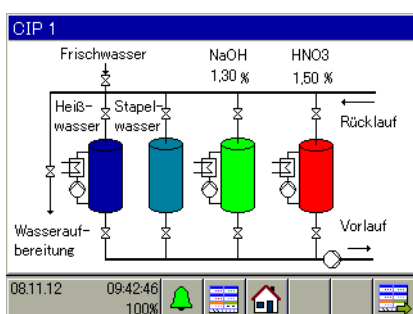 CIP 1
Frischwasser
NaOH
HNO3
1,30 %
1,50 %
Heiß-
wasser
Stapel-
wasser
Rücklauf
Wasserauf-
bereitung
Vorlauf
08.11.12
09:42:46
100%